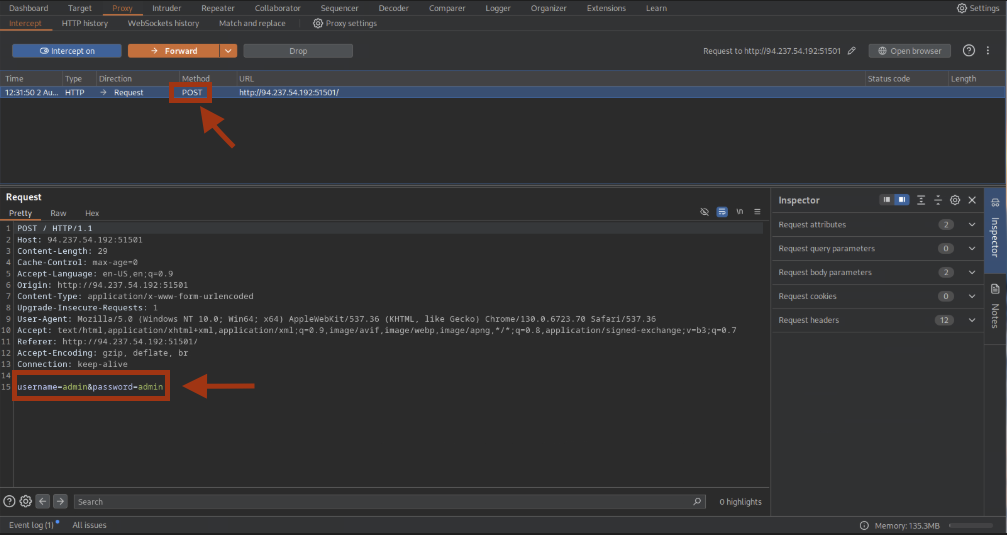 Dashboard Target Proxy Intruder Repeater Collaborator Sequencer Decoder Comparer Logger Organizer Extensions Learn Settings
Intercept HTTP history WebSockets history Match and replace Proxy settings
Intercept on Forward Drop Request to http://94.237.54.192:51501 Open browser
Time Type Direction Method URL Status code Length
12:31:50 2 Au... HTTP Request POST http://94.237.54.192:51501/
Request
Pretty Raw Hex \n
1 POST / HTTP/1.1
2 Host: 94.237.54.192:51501
3 Content-Length: 29
4 Cache-Control: max-age=0
5 Accept-Language: en-US,en;q=0.9
6 Origin: http://94.237.54.192:51501
7 Content-Type: application/x-www-form-urlencoded
8 Upgrade-Insecure-Requests: 1
9 User-Agent: Mozilla/5.0 (Windows NT 10.0; Win64; x64) AppleWebKit/537.36 (KHTML, like Gecko) Chrome/130.0.6723.70 Safari/537.36
10 Accept: text/html,application/xhtml+xml,application/xml;q=0.9,image/avif,image/webp,image/apng,*/*;q=0.8,application/signed-exchange;v=b3;q=0.7
11 Referer: http://94.237.54.192:51501/
12 Accept-Encoding: gzip, deflate, br
13 Connection: keep-alive
14
15 username=admin&password=admin
Search 0 highlights
Inspector
Request attributes 2
Request query parameters 0
Request body parameters 2
Request cookies 0
Request headers 12
Inspector
Notes
Event log (1) All issues Memory: 135.3MB